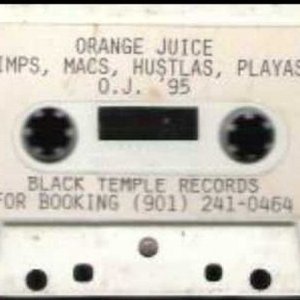 ORANGE JUICE
IMPS, MACS, HUSTLAS, PLAYAS
O.J. '95
BLACK TEMPLE RECORDS
FOR BOOKING (901) 241-0464